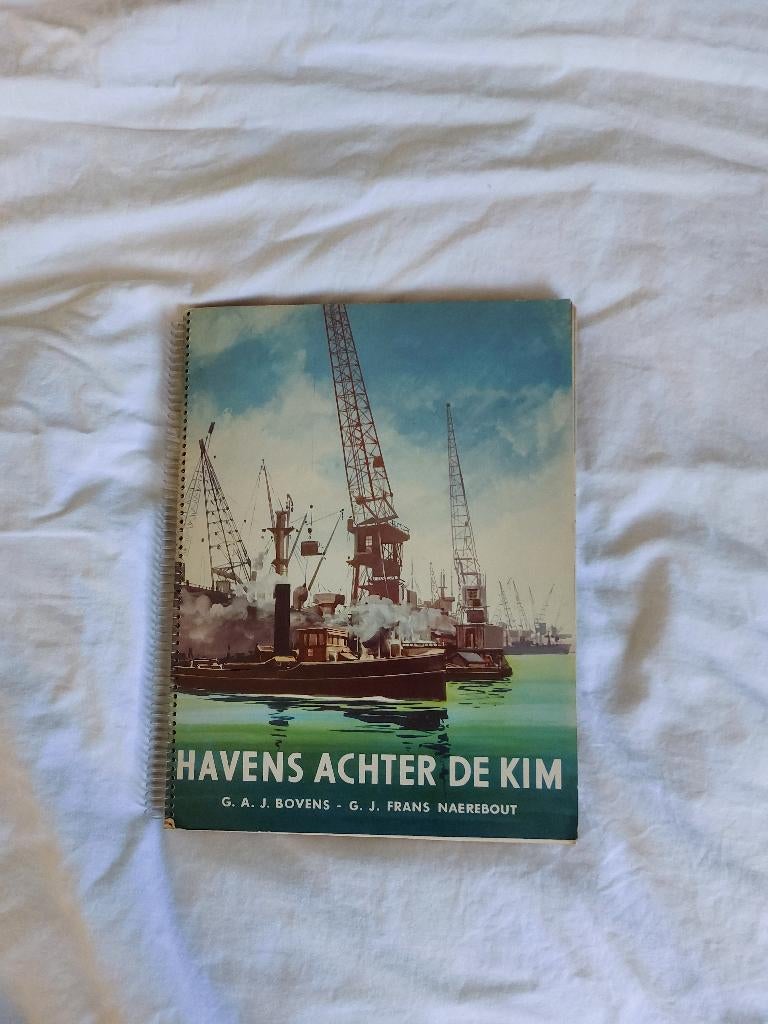 HAVENS ACHTER DE KIM
G. A. J. BOVENS - G. J. FRANS NAEREBOUT